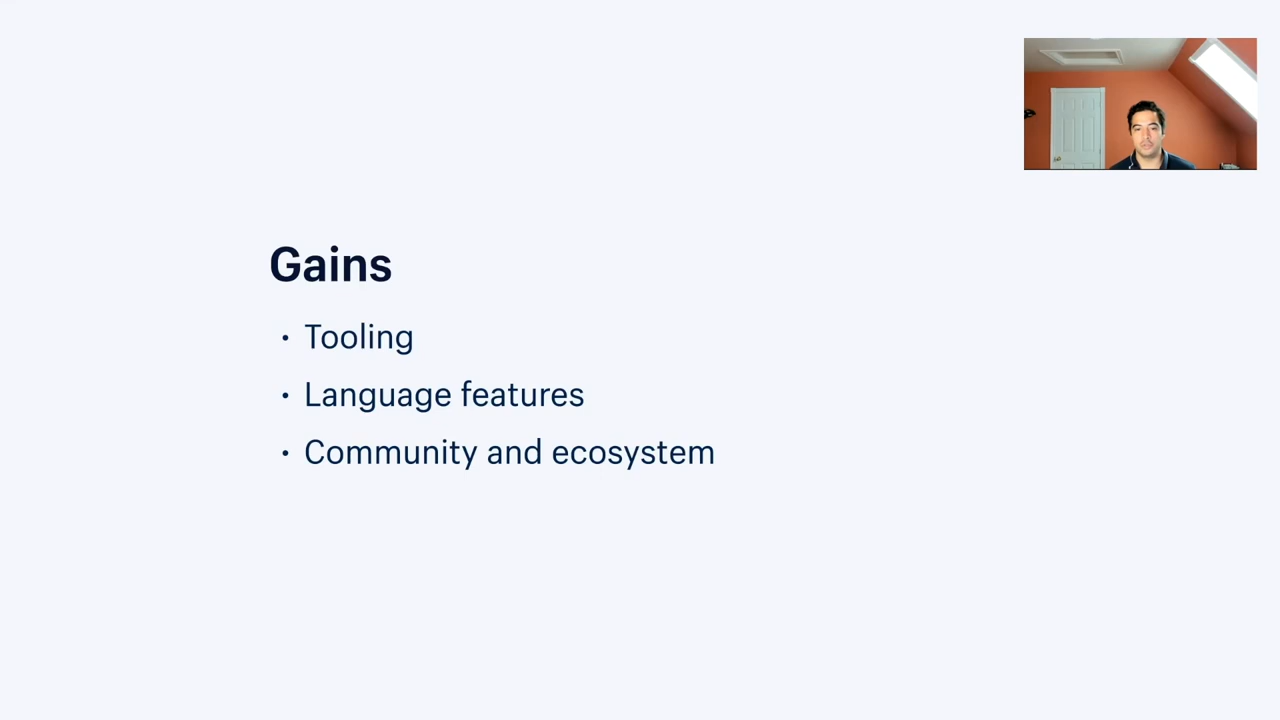 Gains
• Tooling
• Language features
• Community and ecosystem